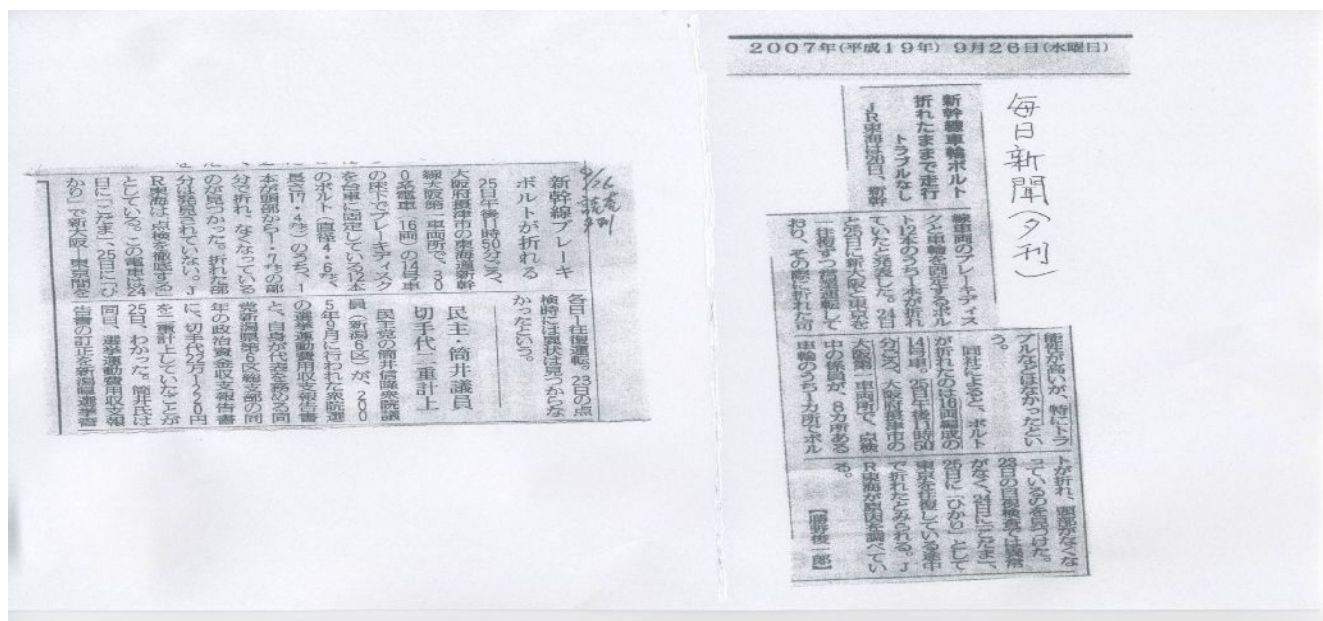 9/26
読売
夕刊
新幹線ブレーキ
ボルトが折れる
25日午後11時50分ごろ、
大阪府摂津市の東海道新幹
線大阪第一車両所で、30
0系電車（16両）の14号車
の床下でブレーキディスク
を台車に固定している12本
のボルト（直径4・6㌢、
長さ17・4㌢）のうち、1
本が頭部から1・7㌢の部
分で折れ、なくなっている
のが見つかった。折れた部
分は発見されていない。J
R東海は「点検を徹底する」
としている。この電車は24
日に「こだま」、25日に「ひ
かり」で新大阪―東京間を
各日1往復運転。23日の点
検時には異状は見つからな
かったという。
民主・筒井議員
切手代二重計上
民主党の筒井信隆衆院議
員（新潟6区）が、200
5年9月に行われた衆院選
の選挙運動費用収支報告書
と、自身が代表を務める同
党新潟県第6区総支部の同
年の政治資金収支報告書
に、切手代2万1220円
を二重計上していたことが
25日、わかった。筒井氏は
同日、選挙運動費用収支報
告書の訂正を新潟県選挙管
2007年(平成19年) 9月26日(水曜日)
毎日新聞(夕刊)
新幹線車輪ボルト
折れたままで走行
トラブルなし
JR東海は26日、新幹
線車両のブレーキディス
クと車輪を固定するボル
ト12本のうち1本が折れ
ていたと発表した。24日
と25日に新大阪と東京を
一往復ずつ営業運転して
おり、その際に折れた可
能性が高いが、特にトラ
ブルなどはなかったとい
う。
同社によると、ボルト
が折れたのは16両編成の
14号車。25日午後11時50
分ごろ、大阪府摂津市の
大阪第一車両所で、点検
中の係員が、8カ所ある
車輪のうち1カ所でボル
トが折れ、頭部がなくな
っているのを見つけた。
23日の目視検査では異常
がなく、24日に「こだま」、
25日に「ひかり」として
東京を往復している途中
で折れたとみられる。J
R東海が原因を調べてい
る。
【勝野俊一郎】